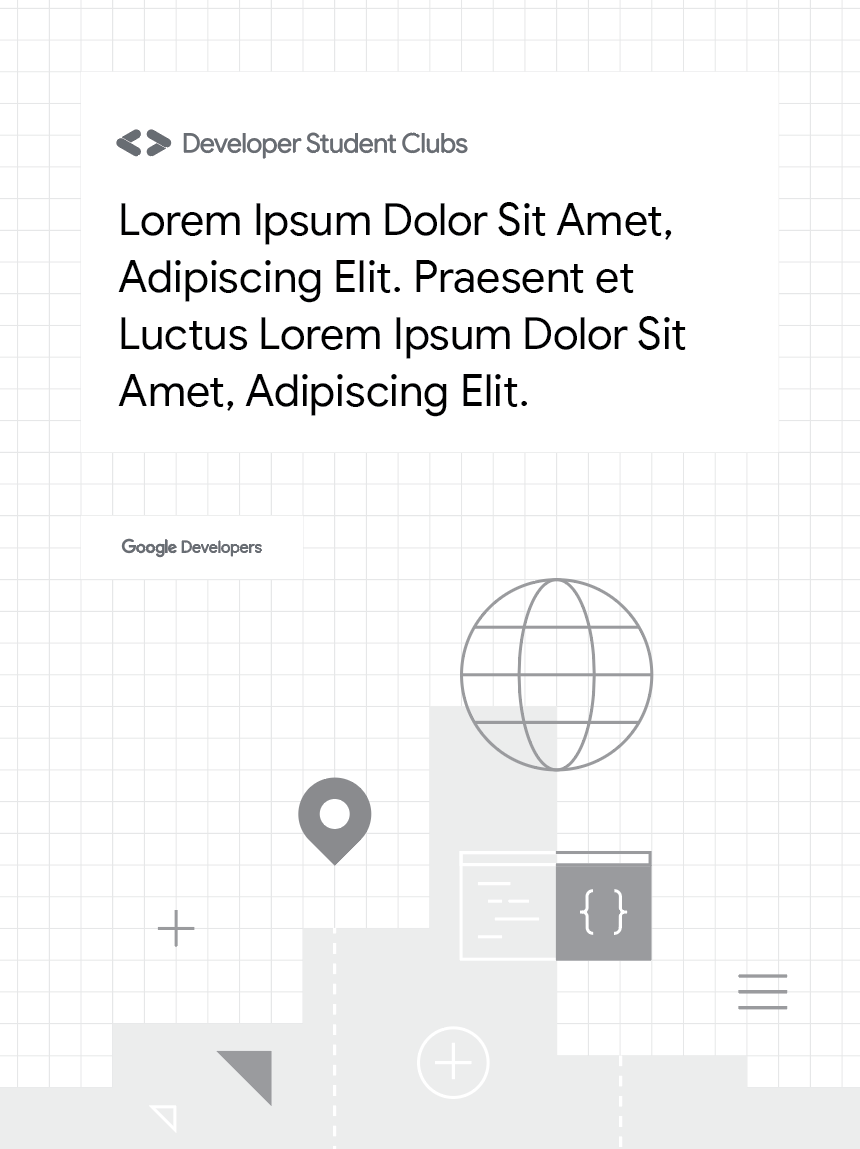 Developer Student Clubs
Lorem Ipsum Dolor Sit Amet,
Adipiscing Elit. Praesent et
Luctus Lorem Ipsum Dolor Sit
Amet, Adipiscing Elit.
Google Developers
{ }